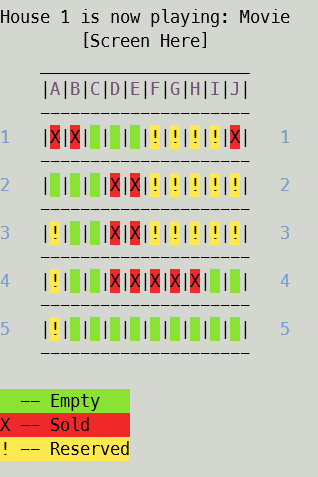 House 1 is now playing: Movie
[Screen Here]
|A|B|C|D|E|F|G|H|I|J|
1 |X|X| | | |!|!|!|!|X| 1
2 | | | |X|X|!|!|!|!|!| 2
3 |!| | |X|X|!|!|!|!|!| 3
4 |!| | |X|X|X|X|X| | | 4
5 |!| | | | | | | | | | 5
-- Empty
X -- Sold
! -- Reserved